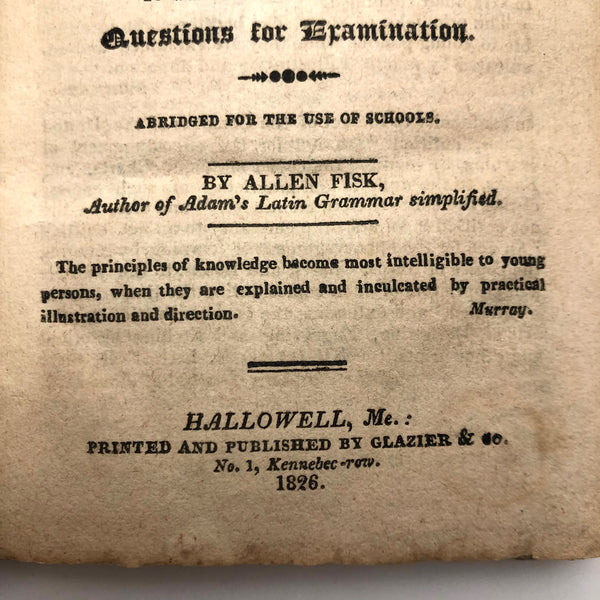 Questions for Examination.
ABRIDGED FOR THE USE OF SCHOOLS.
BY ALLEN FISK,
Author of Adam's Latin Grammar simplified.
The principles of knowledge become most intelligible to young
persons, when they are explained and inculcated by practical
illustration and direction. Murray.
HALLOWELL, Me.:
PRINTED AND PUBLISHED BY GLAZIER & CO.
No. 1, Kennebec-row.
1826.